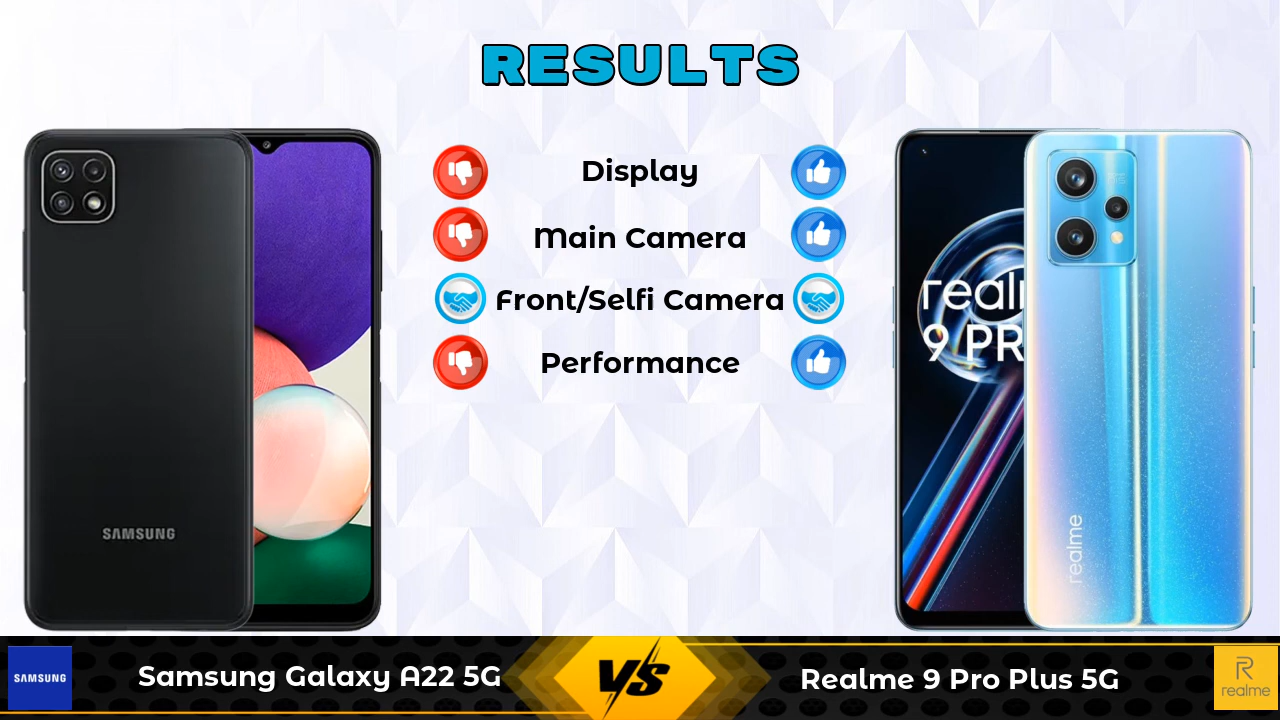 RESULTS
Display
Main Camera
Front/Selfi Camera
Performance
SAMSUNG
real
9 PR
realme
SAMSUNG
Samsung Galaxy A22 5G
VS
Realme 9 Pro Plus 5G
R
realme